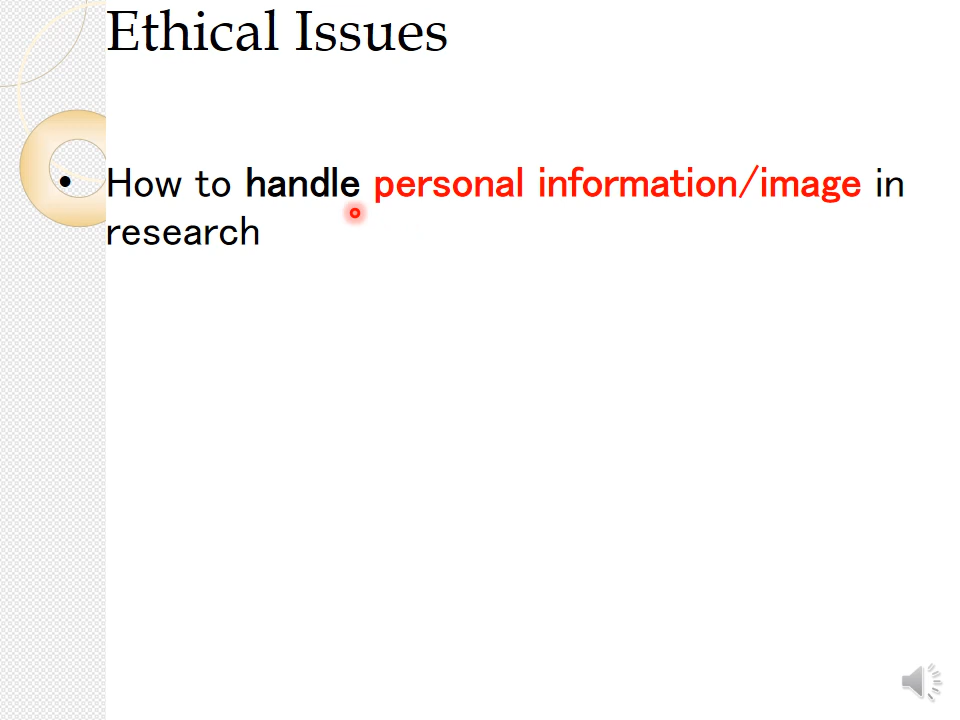 Ethical Issues
• How to handle personal information/image in
research